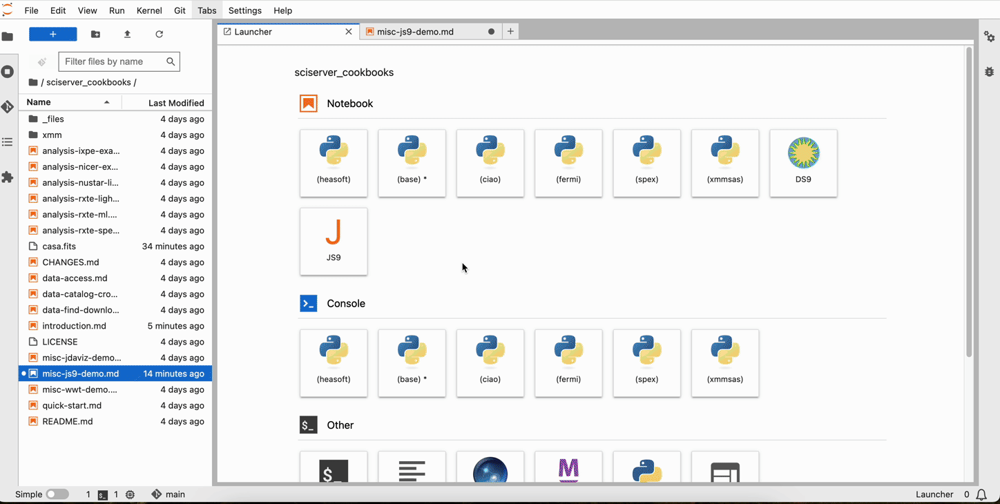 File Edit View Run Kernel Git Tabs Settings Help
+
Filter files by name
/ sciserver_cookbooks /
Name Last Modified
_files 4 days ago
xmm 4 days ago
analysis-ixpe-exa... 4 days ago
analysis-nicer-ex... 4 days ago
analysis-nustar-li... 4 days ago
analysis-rxte-ligh... 4 days ago
analysis-rxte-ml.... 4 days ago
analysis-rxte-spe... 4 days ago
casa.fits 34 minutes ago
CHANGES.md 4 days ago
data-access.md 4 days ago
data-catalog-cro... 4 days ago
data-find-downlo... 4 days ago
introduction.md 5 minutes ago
LICENSE 4 days ago
misc-jdaviz-demo... 4 days ago
misc-js9-demo.md 14 minutes ago
misc-wwt-demo.... 4 days ago
quick-start.md 4 days ago
README.md 4 days ago
Launcher misc-js9-demo.md +
sciserver_cookbooks
Notebook
(heasoft) (base) * (ciao) (fermi) (spex) (xmmsas) DS9
J
JS9
>_ Console
(heasoft) (base) * (ciao) (fermi) (spex) (xmmsas)
$_ Other
$_ M
Simple 1 $_ 1 main Launcher 0